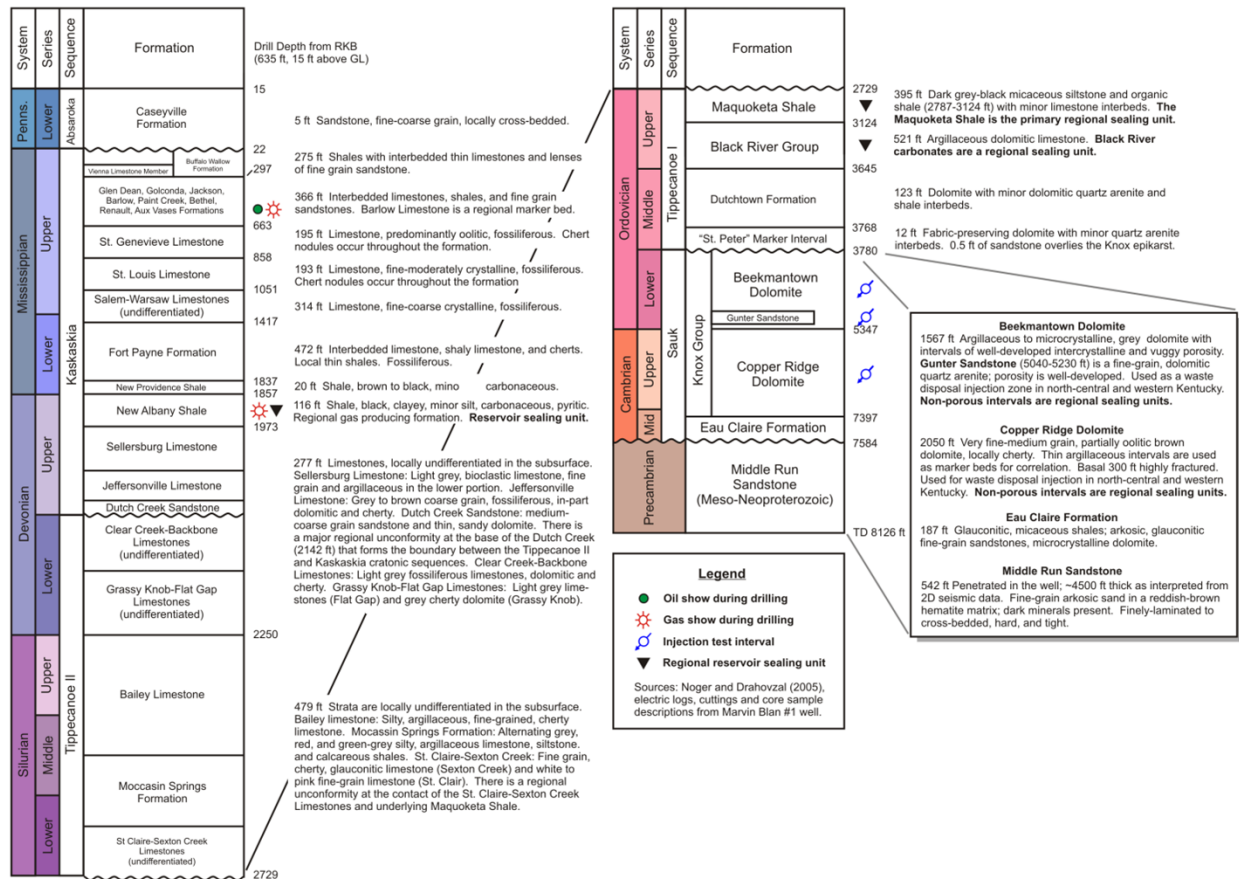 System
Series
Sequence
Formation
Drill Depth from RKB
(635 ft, 15 ft above GL)
15
Penns.
Lower
Absaroka
Caseyville
Formation
5 ft Sandstone, fine-coarse grain, locally cross-bedded.
22
Mississippian
Upper
Kaskaskia
Vienna Limestone Member
Buffalo Wallow
Formation
297
275 ft Shales with interbedded thin limestones and lenses
of fine grain sandstone.
Glen Dean, Golconda, Jackson,
Barlow, Paint Creek, Bethel,
Renault, Aux Vases Formations
366 ft Interbedded limestones, shales, and fine grain
sandstones. Barlow Limestone is a regional marker bed.
663
St. Genevieve Limestone
195 ft Limestone, predominantly oolitic, fossiliferous. Chert
nodules occur throughout the formation.
858
St. Louis Limestone
193 ft Limestone, fine-moderately crystalline, fossiliferous.
Chert nodules occur throughout the formation
1051
Salem-Warsaw Limestones
(undifferentiated)
314 ft Limestone, fine-coarse crystalline, fossiliferous.
1417
Lower
Fort Payne Formation
472 ft Interbedded limestone, shaly limestone, and cherts.
Local thin shales. Fossiliferous.
1837
New Providence Shale
20 ft Shale, brown to black, mino carbonaceous.
1857
Devonian
Upper
New Albany Shale
116 ft Shale, black, clayey, minor silt, carbonaceous, pyritic.
Regional gas producing formation. Reservoir sealing unit.
1973
Sellersburg Limestone
Jeffersonville Limestone
Dutch Creek Sandstone
Lower
Tippecanoe II
Clear Creek-Backbone
Limestones
(undifferentiated)
Grassy Knob-Flat Gap
Limestones
(undifferentiated)
277 ft Limestones, locally undifferentiated in the subsurface.
Sellersburg Limestone: Light grey, bioclastic limestone, fine
grain and argillaceous in the lower portion. Jeffersonville
Limestone: Grey to brown coarse grain, fossiliferous, in-part
dolomitic and cherty. Dutch Creek Sandstone: medium-
coarse grain sandstone and thin, sandy dolomite. There is
a major regional unconformity at the base of the Dutch Creek
(2142 ft) that forms the boundary between the Tippecanoe II
and Kaskaskia cratonic sequences. Clear Creek-Backbone
Limestones: Light grey fossiliferous limestones, dolomitic and
cherty. Grassy Knob-Flat Gap Limestones: Light grey lime-
stones (Flat Gap) and grey cherty dolomite (Grassy Knob).
2250
Silurian
Upper
Middle
Lower
Bailey Limestone
Moccasin Springs
Formation
St Claire-Sexton Creek
Limestones
(undifferentiated)
479 ft Strata are locally undifferentiated in the subsurface.
Bailey limestone: Silty, argillaceous, fine-grained, cherty
limestone. Mocassin Springs Formation: Alternating grey,
red, and green-grey silty, argillaceous limestone, siltstone.
and calcareous shales. St. Claire-Sexton Creek: Fine grain,
cherty, glauconitic limestone (Sexton Creek) and white to
pink fine-grain limestone (St. Clair). There is a regional
unconformity at the contact of the St. Claire-Sexton Creek
Limestones and underlying Maquoketa Shale.
2729
System
Series
Sequence
Formation
2729
Ordovician
Upper
Middle
Lower
Tippecanoe I
Maquoketa Shale
395 ft Dark grey-black micaceous siltstone and organic
shale (2787-3124 ft) with minor limestone interbeds. The
Maquoketa Shale is the primary regional sealing unit.
3124
Black River Group
521 ft Argillaceous dolomitic limestone. Black River
carbonates are a regional sealing unit.
3645
Dutchtown Formation
123 ft Dolomite with minor dolomitic quartz arenite and
shale interbeds.
3768
"St. Peter" Marker Interval
12 ft Fabric-preserving dolomite with minor quartz arenite
interbeds. 0.5 ft of sandstone overlies the Knox epikarst.
3780
Sauk
Knox Group
Beekmantown
Dolomite
Gunter Sandstone
5347
Cambrian
Upper
Mid
Copper Ridge
Dolomite
7397
Eau Claire Formation
7584
Precambrian
Middle Run
Sandstone
(Meso-Neoproterozoic)
TD 8126 ft
Beekmantown Dolomite
1567 ft Argillaceous to microcrystalline, grey dolomite with
intervals of well-developed intercrystalline and vuggy porosity.
Gunter Sandstone (5040-5230 ft) is a fine-grain, dolomitic
quartz arenite; porosity is well-developed. Used as a waste
disposal injection zone in north-central and western Kentucky.
Non-porous intervals are regional sealing units.
Copper Ridge Dolomite
2050 ft Very fine-medium grain, partially oolitic brown
dolomite, locally cherty. Thin argillaceous intervals are used
as marker beds for correlation. Basal 300 ft highly fractured.
Used for waste disposal injection in north-central and western
Kentucky. Non-porous intervals are regional sealing units.
Eau Claire Formation
187 ft Glauconitic, micaceous shales; arkosic, glauconitic
fine-grain sandstones, microcrystalline dolomite.
Middle Run Sandstone
542 ft Penetrated in the well; ~4500 ft thick as interpreted from
2D seismic data. Fine-grain arkosic sand in a reddish-brown
hematite matrix; dark minerals present. Finely-laminated to
cross-bedded, hard, and tight.
Legend
Oil show during drilling
Gas show during drilling
Injection test interval
Regional reservoir sealing unit
Sources: Noger and Drahovzal (2005),
electric logs, cuttings and core sample
descriptions from Marvin Blan #1 well.